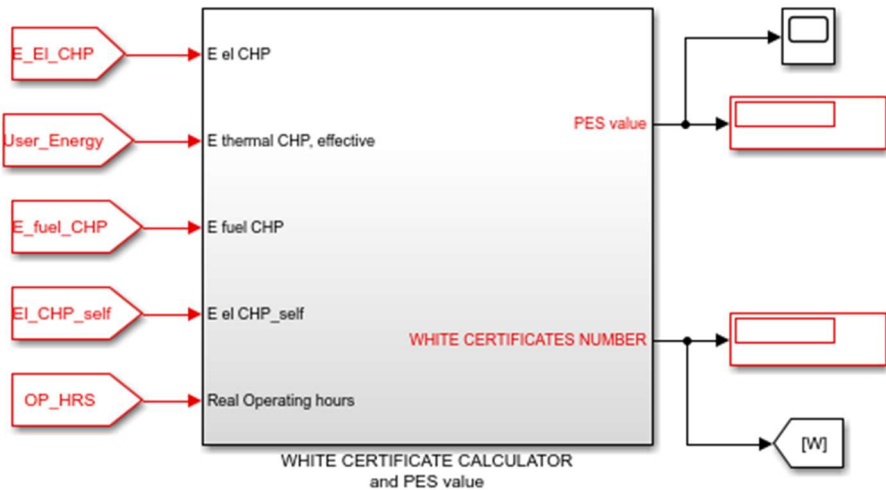 E_El_CHP
E el CHP
PES value
User_Energy
E thermal CHP, effective
E_fuel_CHP
E fuel CHP
El_CHP_self
E el CHP_self
WHITE CERTIFICATES NUMBER
OP_HRS
Real Operating hours
[W]
WHITE CERTIFICATE CALCULATOR
and PES value